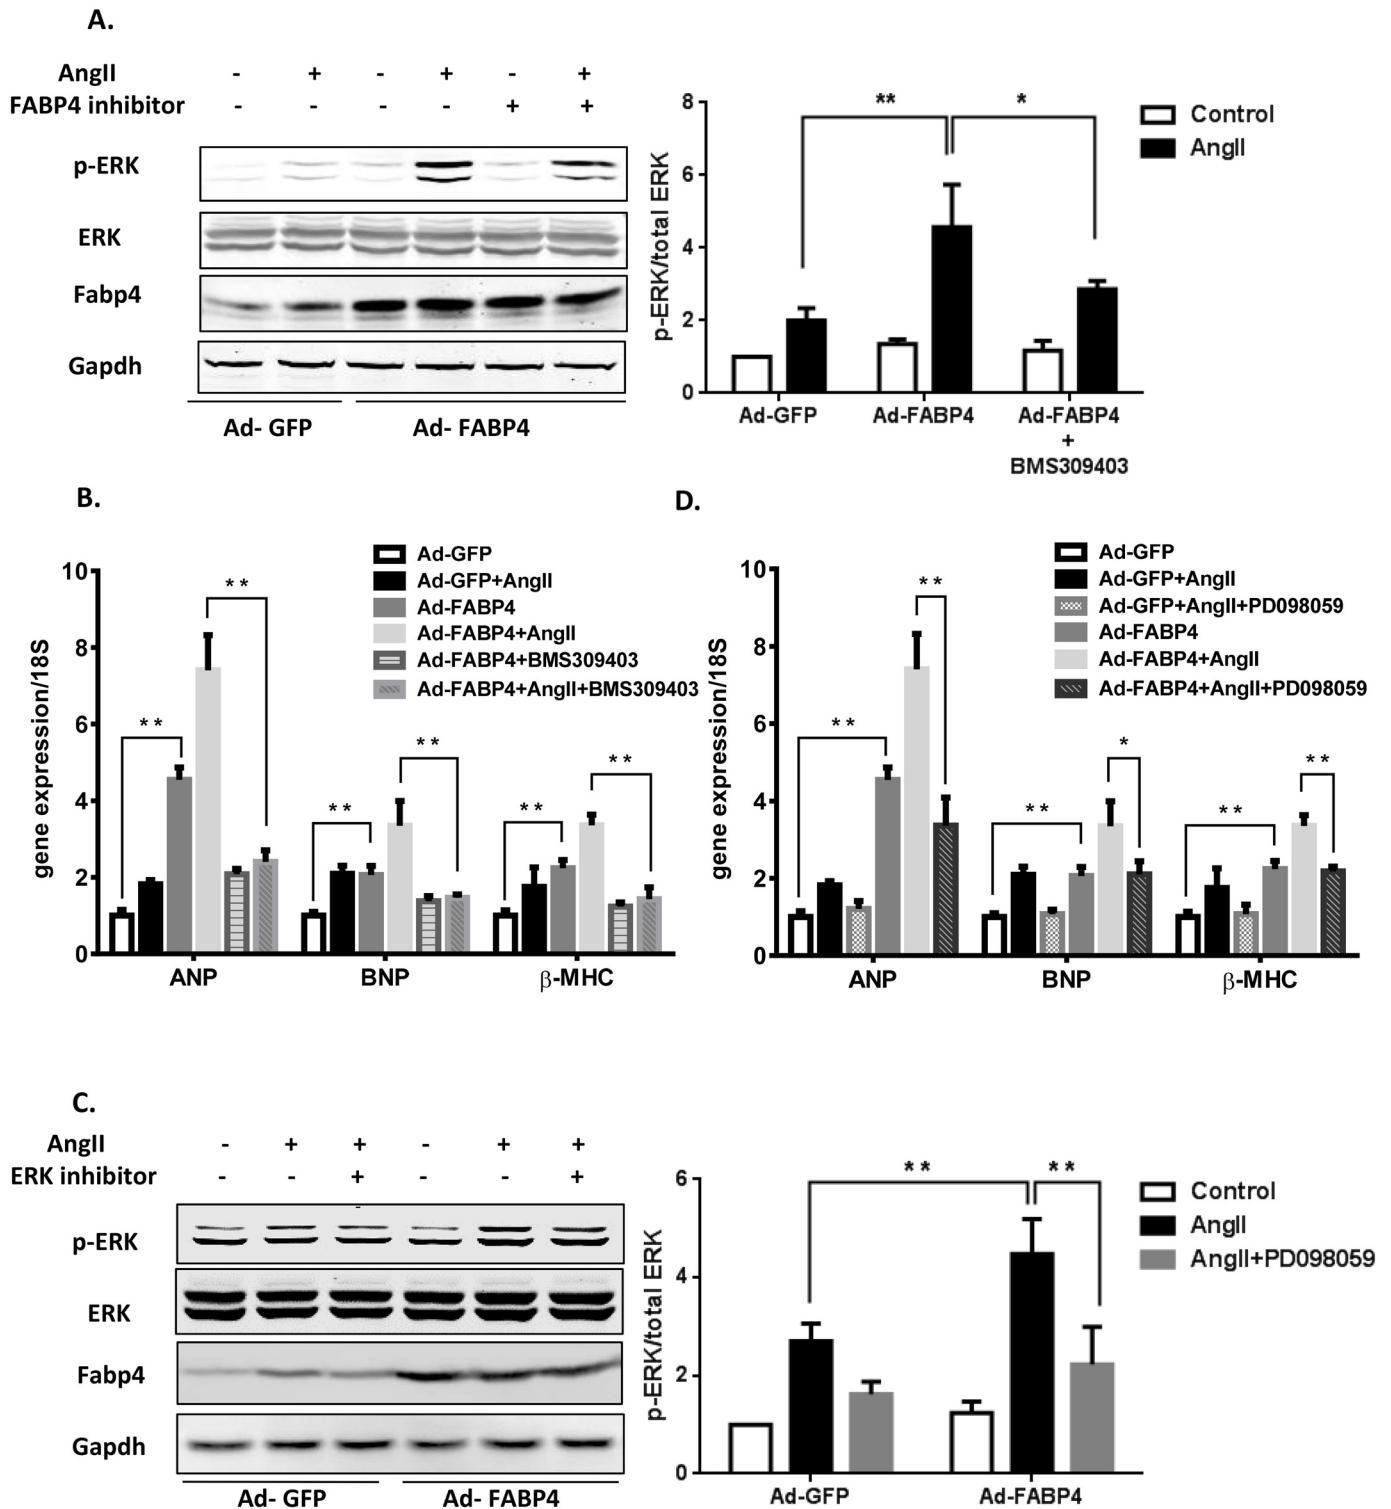 A.
AngII - + - + - +
FABP4 inhibitor - - - - + +
p-ERK
ERK
Fabp4
Gapdh
Ad- GFP Ad- FABP4
p-ERK/total ERK
8
6
4
2
0
** *
Control
AngII
Ad-GFP Ad-FABP4 Ad-FABP4
+
BMS309403
B.
gene expression/18S
10
8
6
4
2
0
Ad-GFP
Ad-GFP+AngII
Ad-FABP4
Ad-FABP4+AngII
Ad-FABP4+BMS309403
Ad-FABP4+AngII+BMS309403
** ** ** ** ** **
ANP BNP β-MHC
D.
gene expression/18S
10
8
6
4
2
0
Ad-GFP
Ad-GFP+AngII
Ad-GFP+AngII+PD098059
Ad-FABP4
Ad-FABP4+AngII
Ad-FABP4+AngII+PD098059
** ** ** * ** **
ANP BNP β-MHC
C.
AngII - + + - + +
ERK inhibitor - - + - - +
p-ERK
ERK
Fabp4
Gapdh
Ad- GFP Ad- FABP4
p-ERK/total ERK
6
4
2
0
** **
Control
AngII
AngII+PD098059
Ad-GFP Ad-FABP4